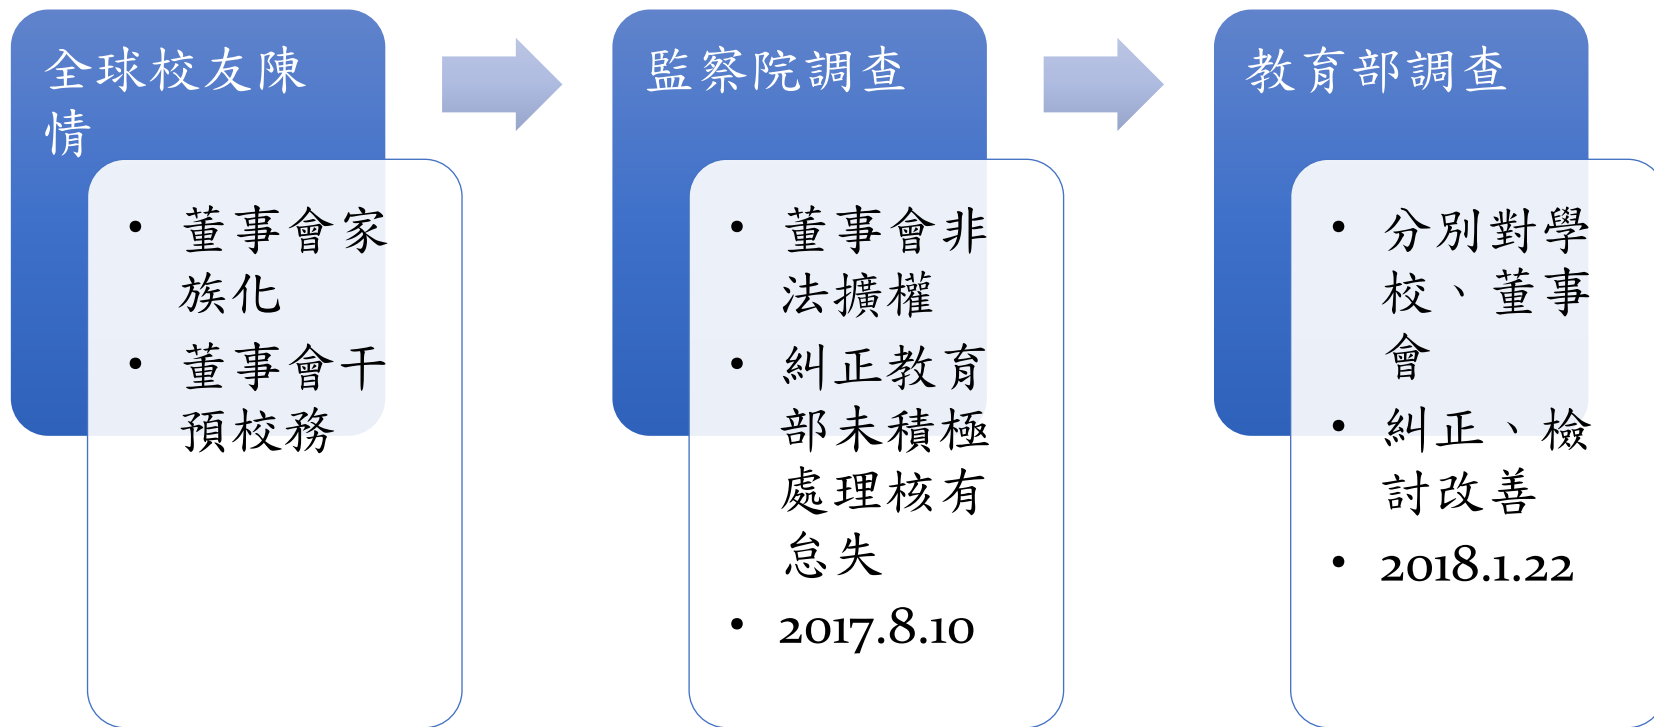 全球校友陳
情
• 董事會家
族化
• 董事會干
預校務
監察院調查
• 董事會非
法擴權
• 糾正教育
部未積極
處理核有
怠失
• 2017.8.10
教育部調查
• 分別對學
校、董事
會
• 糾正、檢
討改善
• 2018.1.22